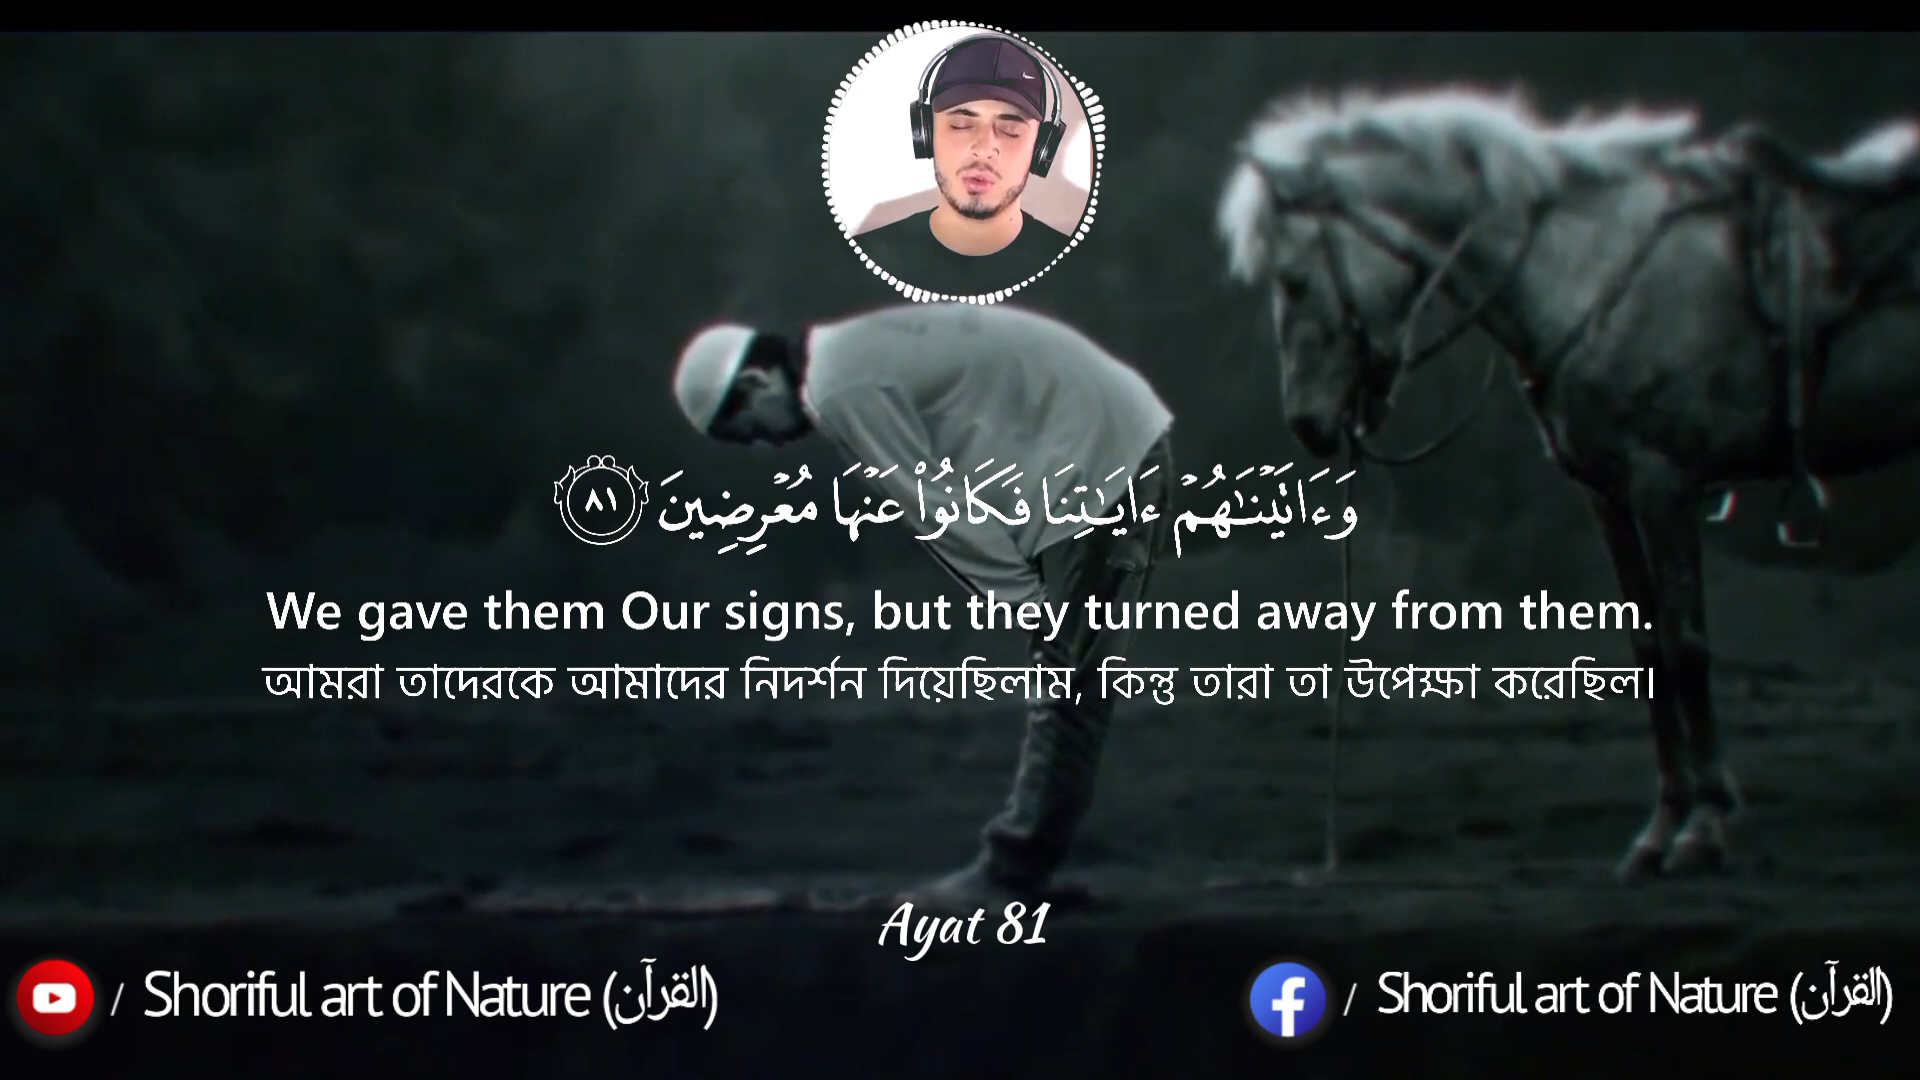 وَءَاتَيْنَٰهُمْ ءَايَٰتِنَا فَكَانُوا۟ عَنْهَا مُعْرِضِينَ ٨١
We gave them Our signs, but they turned away from them.
আমরা তাদেরকে আমাদের নিদর্শন দিয়েছিলাম, কিন্তু তারা তা উপেক্ষা করেছিল।
Ayat 81
/ Shoriful art of Nature (القرآن)
/ Shoriful art of Nature (القرآن)